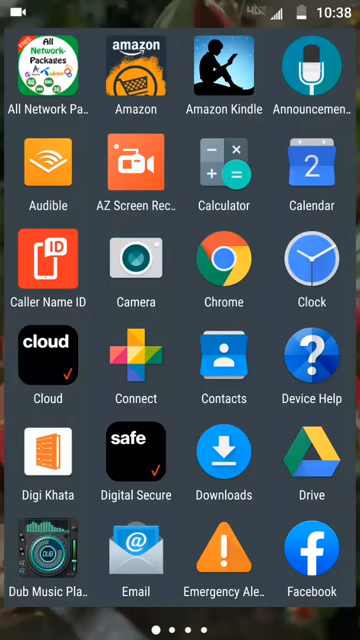 10:38
FREE
All
Network-
Packages
amazon
All Network Pa..
Amazon
Amazon Kindle
Announcemen..
2
Audible
AZ Screen Rec..
Calculator
Calendar
ID
Caller Name ID
Camera
Chrome
Clock
cloud
Cloud
Connect
Contacts
Device Help
safe
Digi Khata
Digital Secure
Downloads
Drive
DUB
@
Dub Music Pla..
Email
Emergency Ale..
Facebook